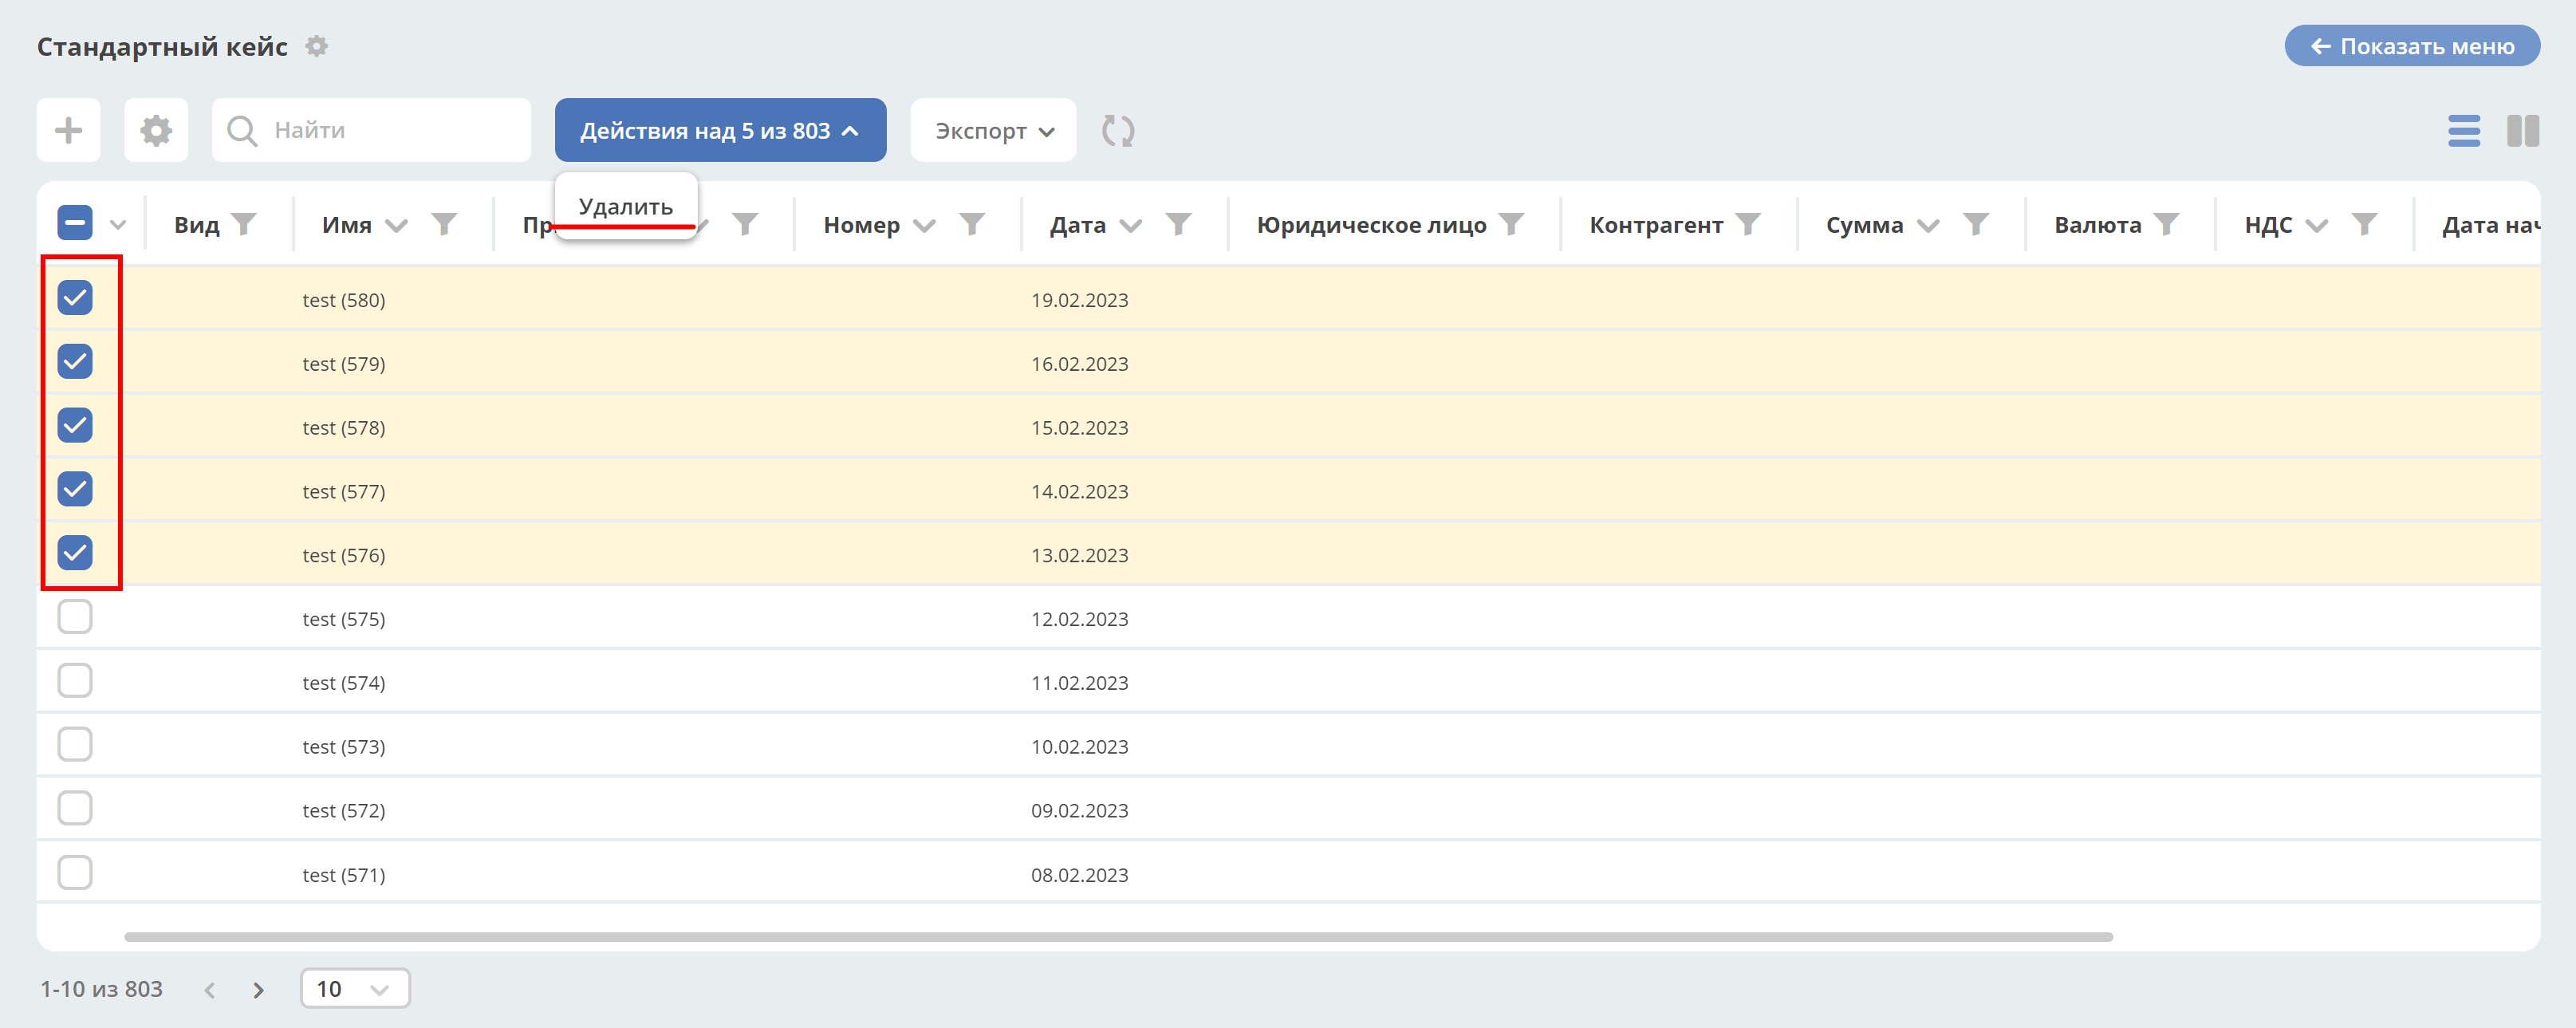 Стандартный кейс
Показать меню
Найти
Действия над 5 из 803
Экспорт
Удалить
Вид Имя Номер Дата Юридическое лицо Контрагент Сумма Валюта НДС Дата
test (580) 19.02.2023
test (579) 16.02.2023
test (578) 15.02.2023
test (577) 14.02.2023
test (576) 13.02.2023
test (575) 12.02.2023
test (574) 11.02.2023
test (573) 10.02.2023
test (572) 09.02.2023
test (571) 08.02.2023
1-10 из 803 10